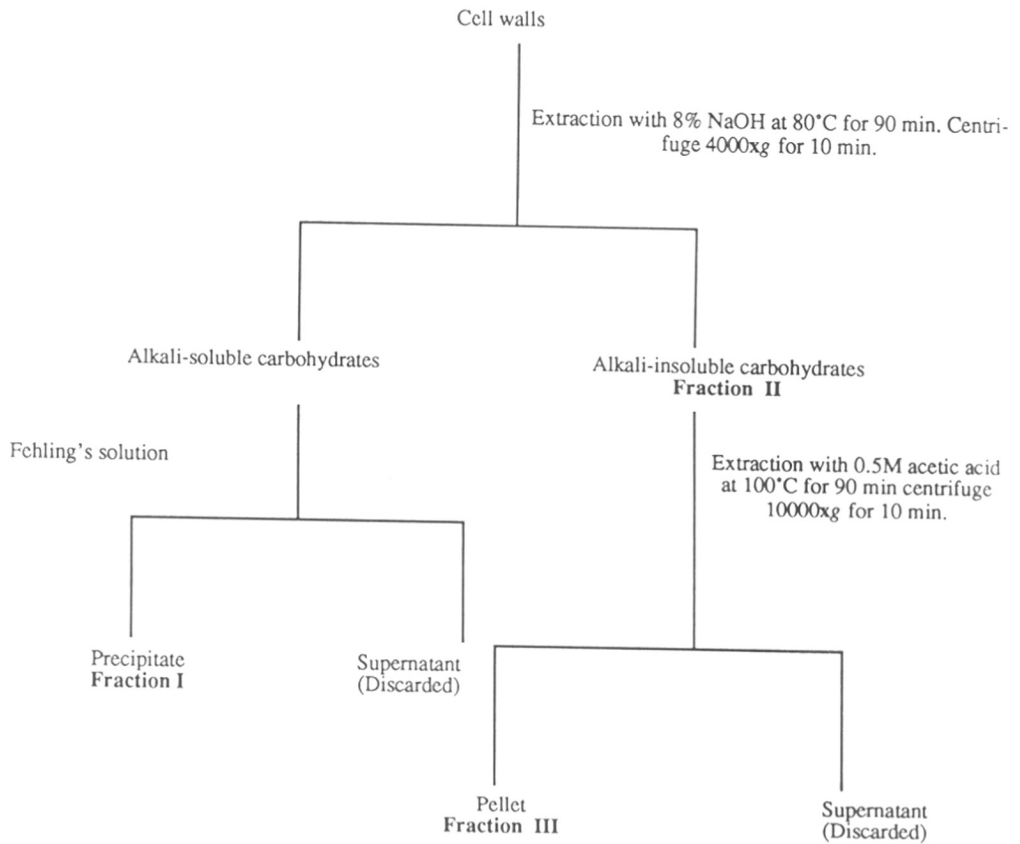 Cell walls
Extraction with 8% NaOH at 80°C for 90 min. Centri-
fuge 4000xg for 10 min.
Alkali-soluble carbohydrates
Alkali-insoluble carbohydrates
Fraction II
Fehling's solution
Extraction with 0.5M acetic acid
at 100°C for 90 min centrifuge
10000xg for 10 min.
Precipitate
Fraction I
Supernatant
(Discarded)
Pellet
Fraction III
Supernatant
(Discarded)